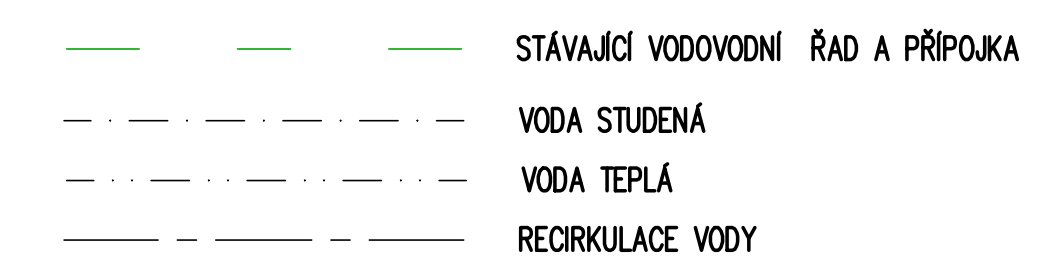 STÁVAJÍCÍ VODOVODNÍ ŘAD A PŘÍPOJKA
VODA STUDENÁ
VODA TEPLÁ
RECIRKULACE VODY